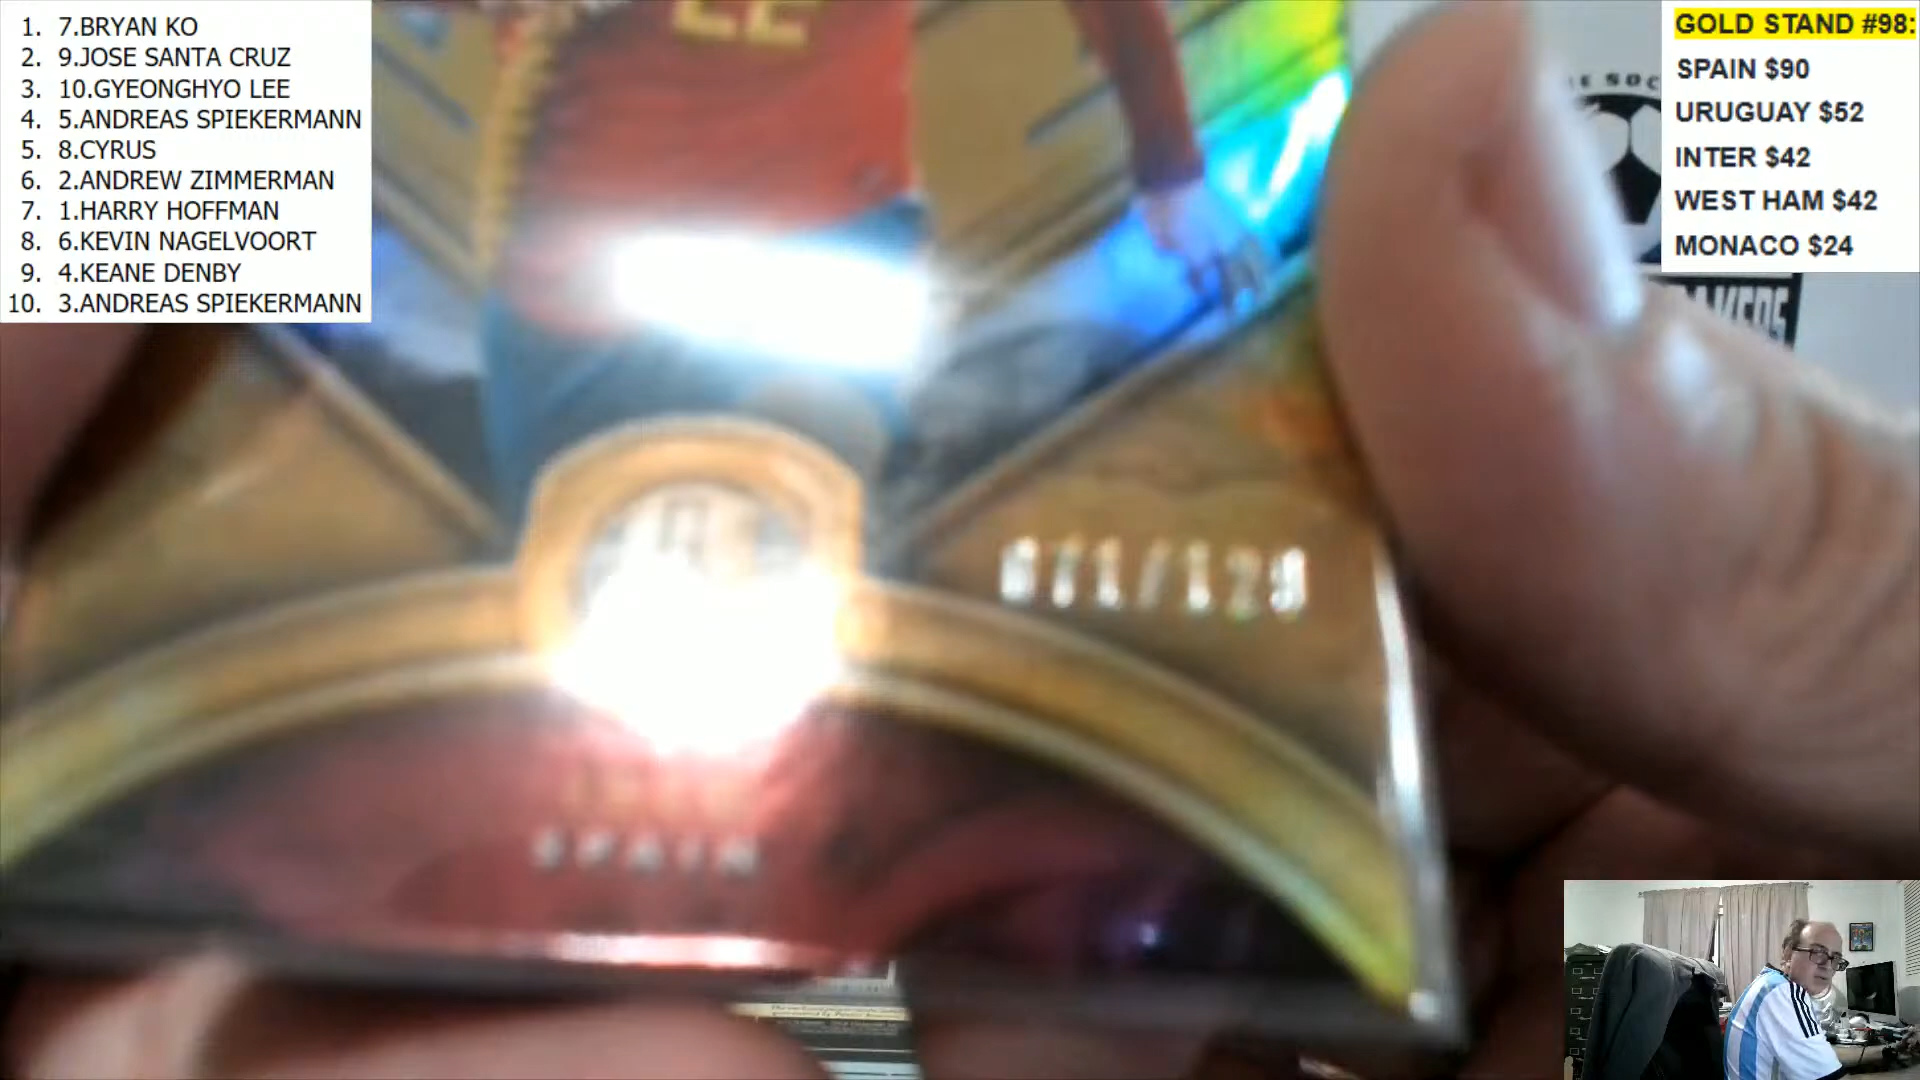 1. 7.BRYAN KO
2. 9.JOSE SANTA CRUZ
3. 10.GYEONGHYO LEE
4. 5.ANDREAS SPIEKERMANN
5. 8.CYRUS
6. 2.ANDREW ZIMMERMAN
7. 1.HARRY HOFFMAN
8. 6.KEVIN NAGELVOORT
9. 4.KEANE DENBY
10. 3.ANDREAS SPIEKERMANN
GOLD STAND #98:
SPAIN $90
URUGUAY $52
INTER $42
WEST HAM $42
MONACO $24
SPAIN